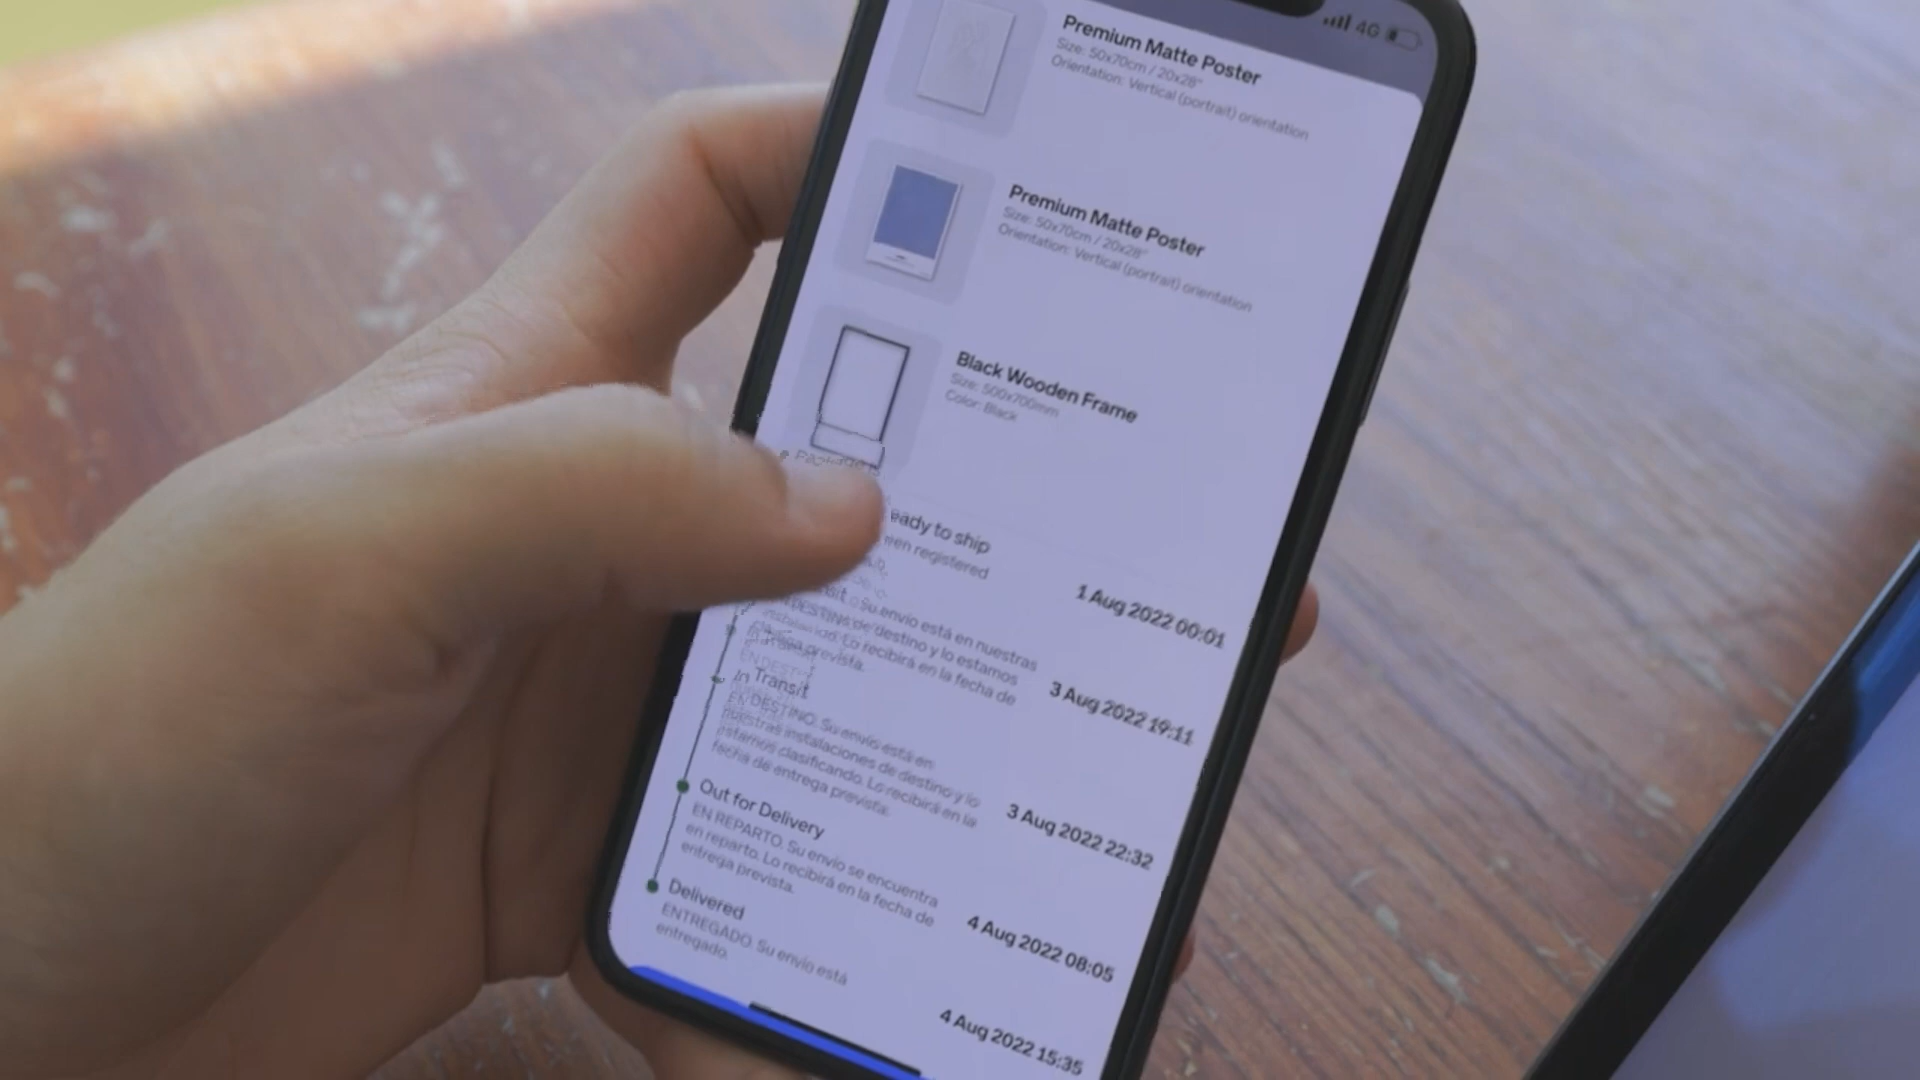 4G
Premium Matte Poster
Size: 50x70cm / 20x28"
Orientation: Vertical (portrait) orientation
Premium Matte Poster
Size: 50x70cm / 20x28"
Orientation: Vertical (portrait) orientation
Black Wooden Frame
Size: 500x700mm
Color: Black
eady to ship
een registered
1 Aug 2022 00:01
Su envío está en nuestras
de destino y lo estamos
Lo recibirá en la fecha de
prevista.
3 Aug 2022 19:11
In Transit
EN DESTINO. Su envío está en
nuestras instalaciones de destino y lo
estamos clasificando. Lo recibirá en la
fecha de entrega prevista.
3 Aug 2022 22:32
Out for Delivery
EN REPARTO. Su envío se encuentra
en reparto. Lo recibirá en la fecha de
entrega prevista.
4 Aug 2022 08:05
Delivered
ENTREGADO. Su envío está
entregado.
4 Aug 2022 15:35